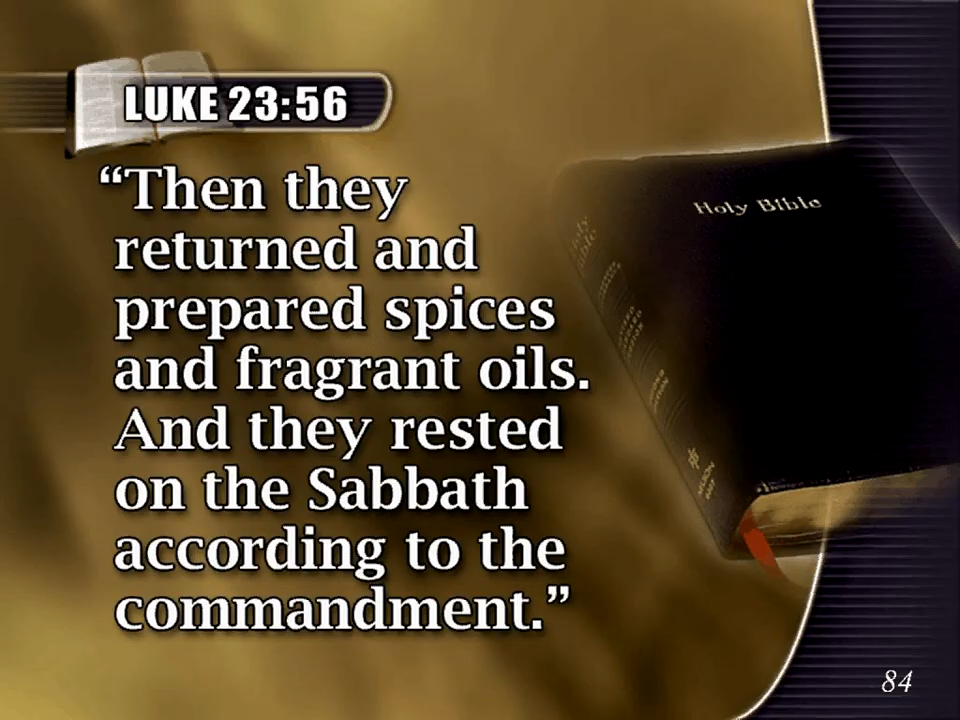 LUKE 23:56
“Then they
returned and
prepared spices
and fragrant oils.
And they rested
on the Sabbath
according to the
commandment.”
Holy Bible
84